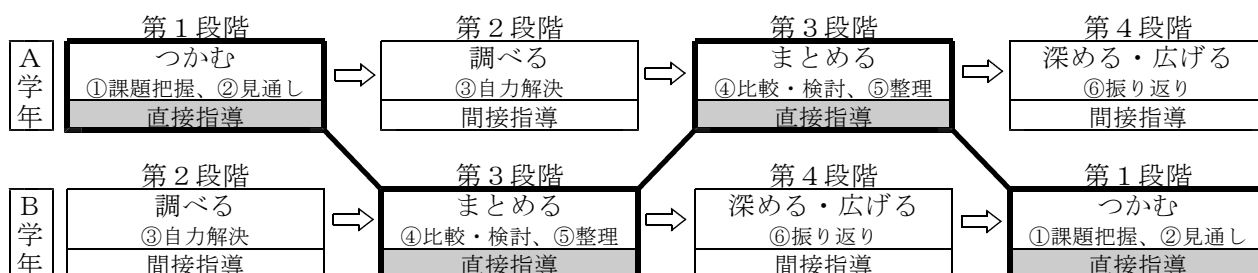 第１段階 第２段階 第３段階 第４段階
A学年
つかむ 調べる まとめる 深める・広げる
①課題把握、②見通し ③自力解決 ④比較・検討、⑤整理 ⑥振り返り
直接指導 間接指導 直接指導 間接指導
第２段階 第３段階 第４段階 第１段階
B学年
調べる まとめる 深める・広げる つかむ
③自力解決 ④比較・検討、⑤整理 ⑥振り返り ①課題把握、②見通し
間接指導 直接指導 間接指導 直接指導